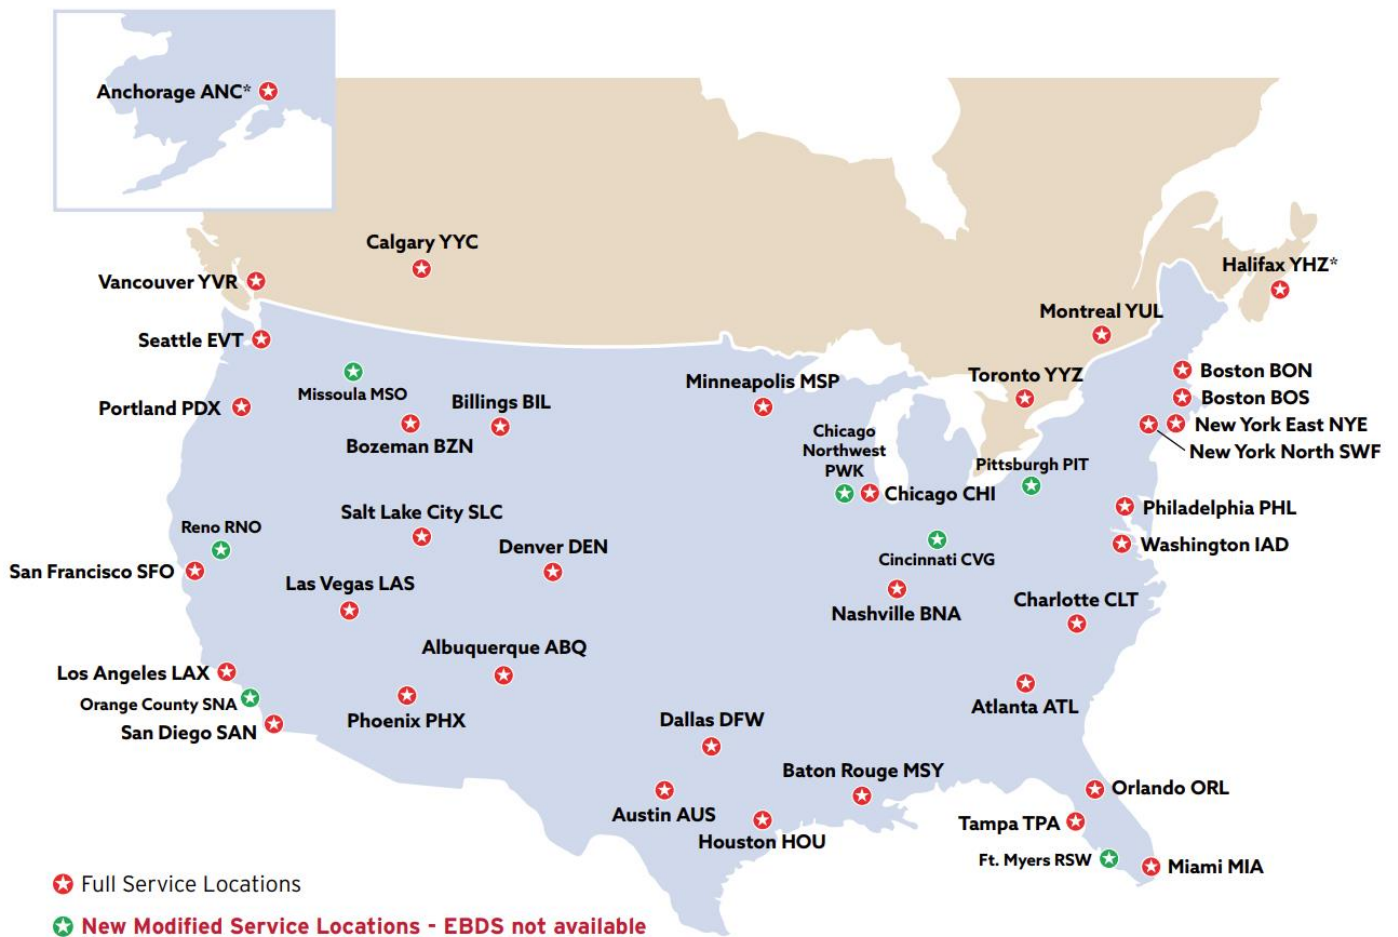 Anchorage ANC*
Calgary YYC
Vancouver YVR
Halifax YHZ*
Montreal YUL
Seattle EVT
Missoula MSO
Portland PDX
Billings BIL
Bozeman BZN
Minneapolis MSP
Toronto YYZ
Boston BON
Boston BOS
New York East NYE
New York North SWF
Chicago
Northwest
PWK
Chicago CHI
Pittsburgh PIT
Philadelphia PHL
Washington IAD
Salt Lake City SLC
Reno RNO
Denver DEN
Cincinnati CVG
San Francisco SFO
Las Vegas LAS
Nashville BNA
Charlotte CLT
Albuquerque ABQ
Los Angeles LAX
Orange County SNA
San Diego SAN
Phoenix PHX
Atlanta ATL
Dallas DFW
Baton Rouge MSY
Orlando ORL
Austin AUS
Houston HOU
Tampa TPA
Ft. Myers RSW
Miami MIA
Full Service Locations
New Modified Service Locations - EBDS not available